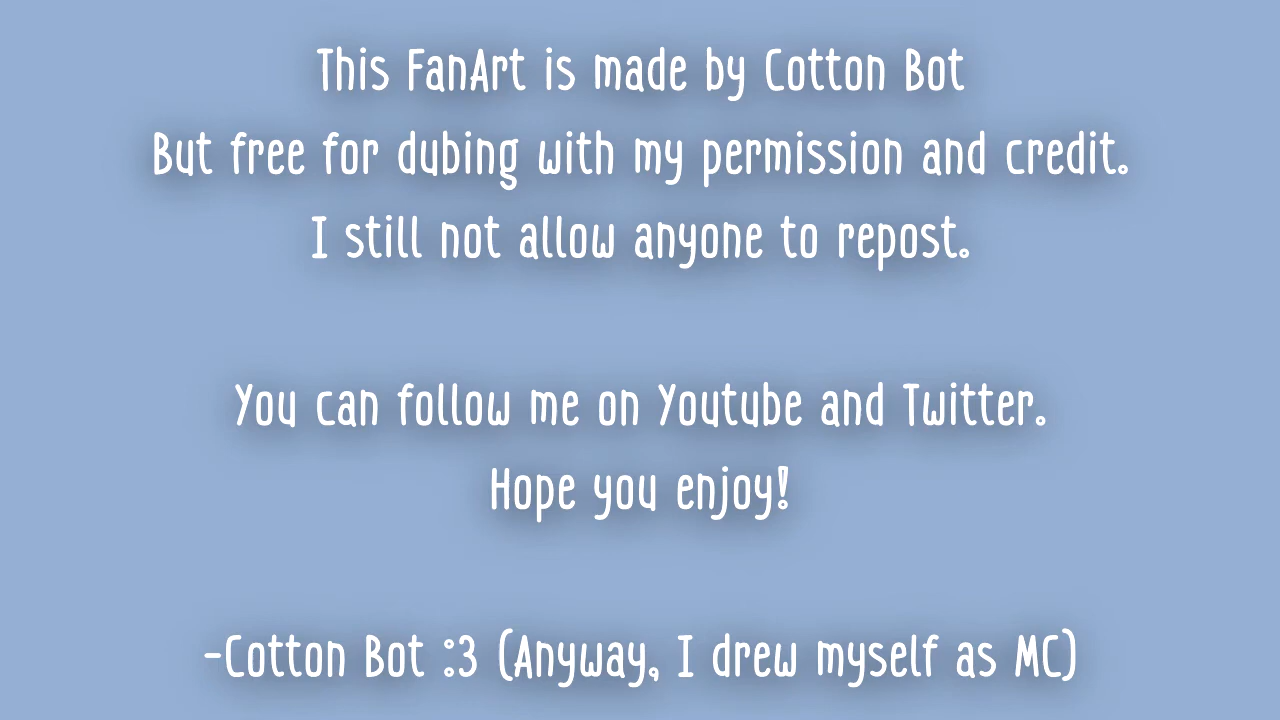 This FanArt is made by Cotton Bot
But free for dubing with my permission and credit.
I still not allow anyone to repost.
You can follow me on Youtube and Twitter.
Hope you enjoy!
-Cotton Bot :3 (Anyway, I drew myself as MC)